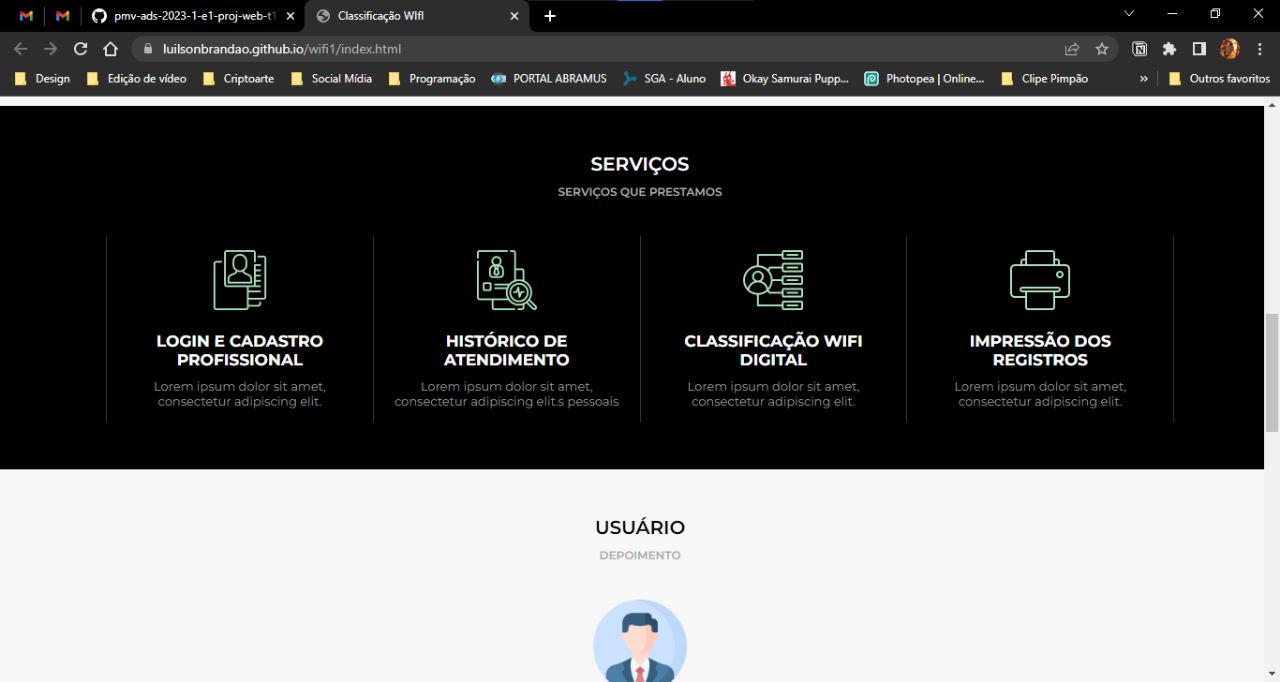 pmv-ads-2023-1-e1-proj-web-t1
Classificação WIfI
luilsonbrandao.github.io/wifi1/index.html
Design
Edição de vídeo
Criptoarte
Social Mídia
Programação
PORTAL ABRAMUS
SGA - Aluno
Okay Samurai Pupp...
Photopea | Online...
Clipe Pimpão
»
Outros favoritos
SERVIÇOS
SERVIÇOS QUE PRESTAMOS
LOGIN E CADASTRO
PROFISSIONAL
Lorem ipsum dolor sit amet,
consectetur adipiscing elit.
HISTÓRICO DE
ATENDIMENTO
Lorem ipsum dolor sit amet,
consectetur adipiscing elit.s pessoais
CLASSIFICAÇÃO WIFI
DIGITAL
Lorem ipsum dolor sit amet,
consectetur adipiscing elit.
IMPRESSÃO DOS
REGISTROS
Lorem ipsum dolor sit amet,
consectetur adipiscing elit.
USUÁRIO
DEPOIMENTO